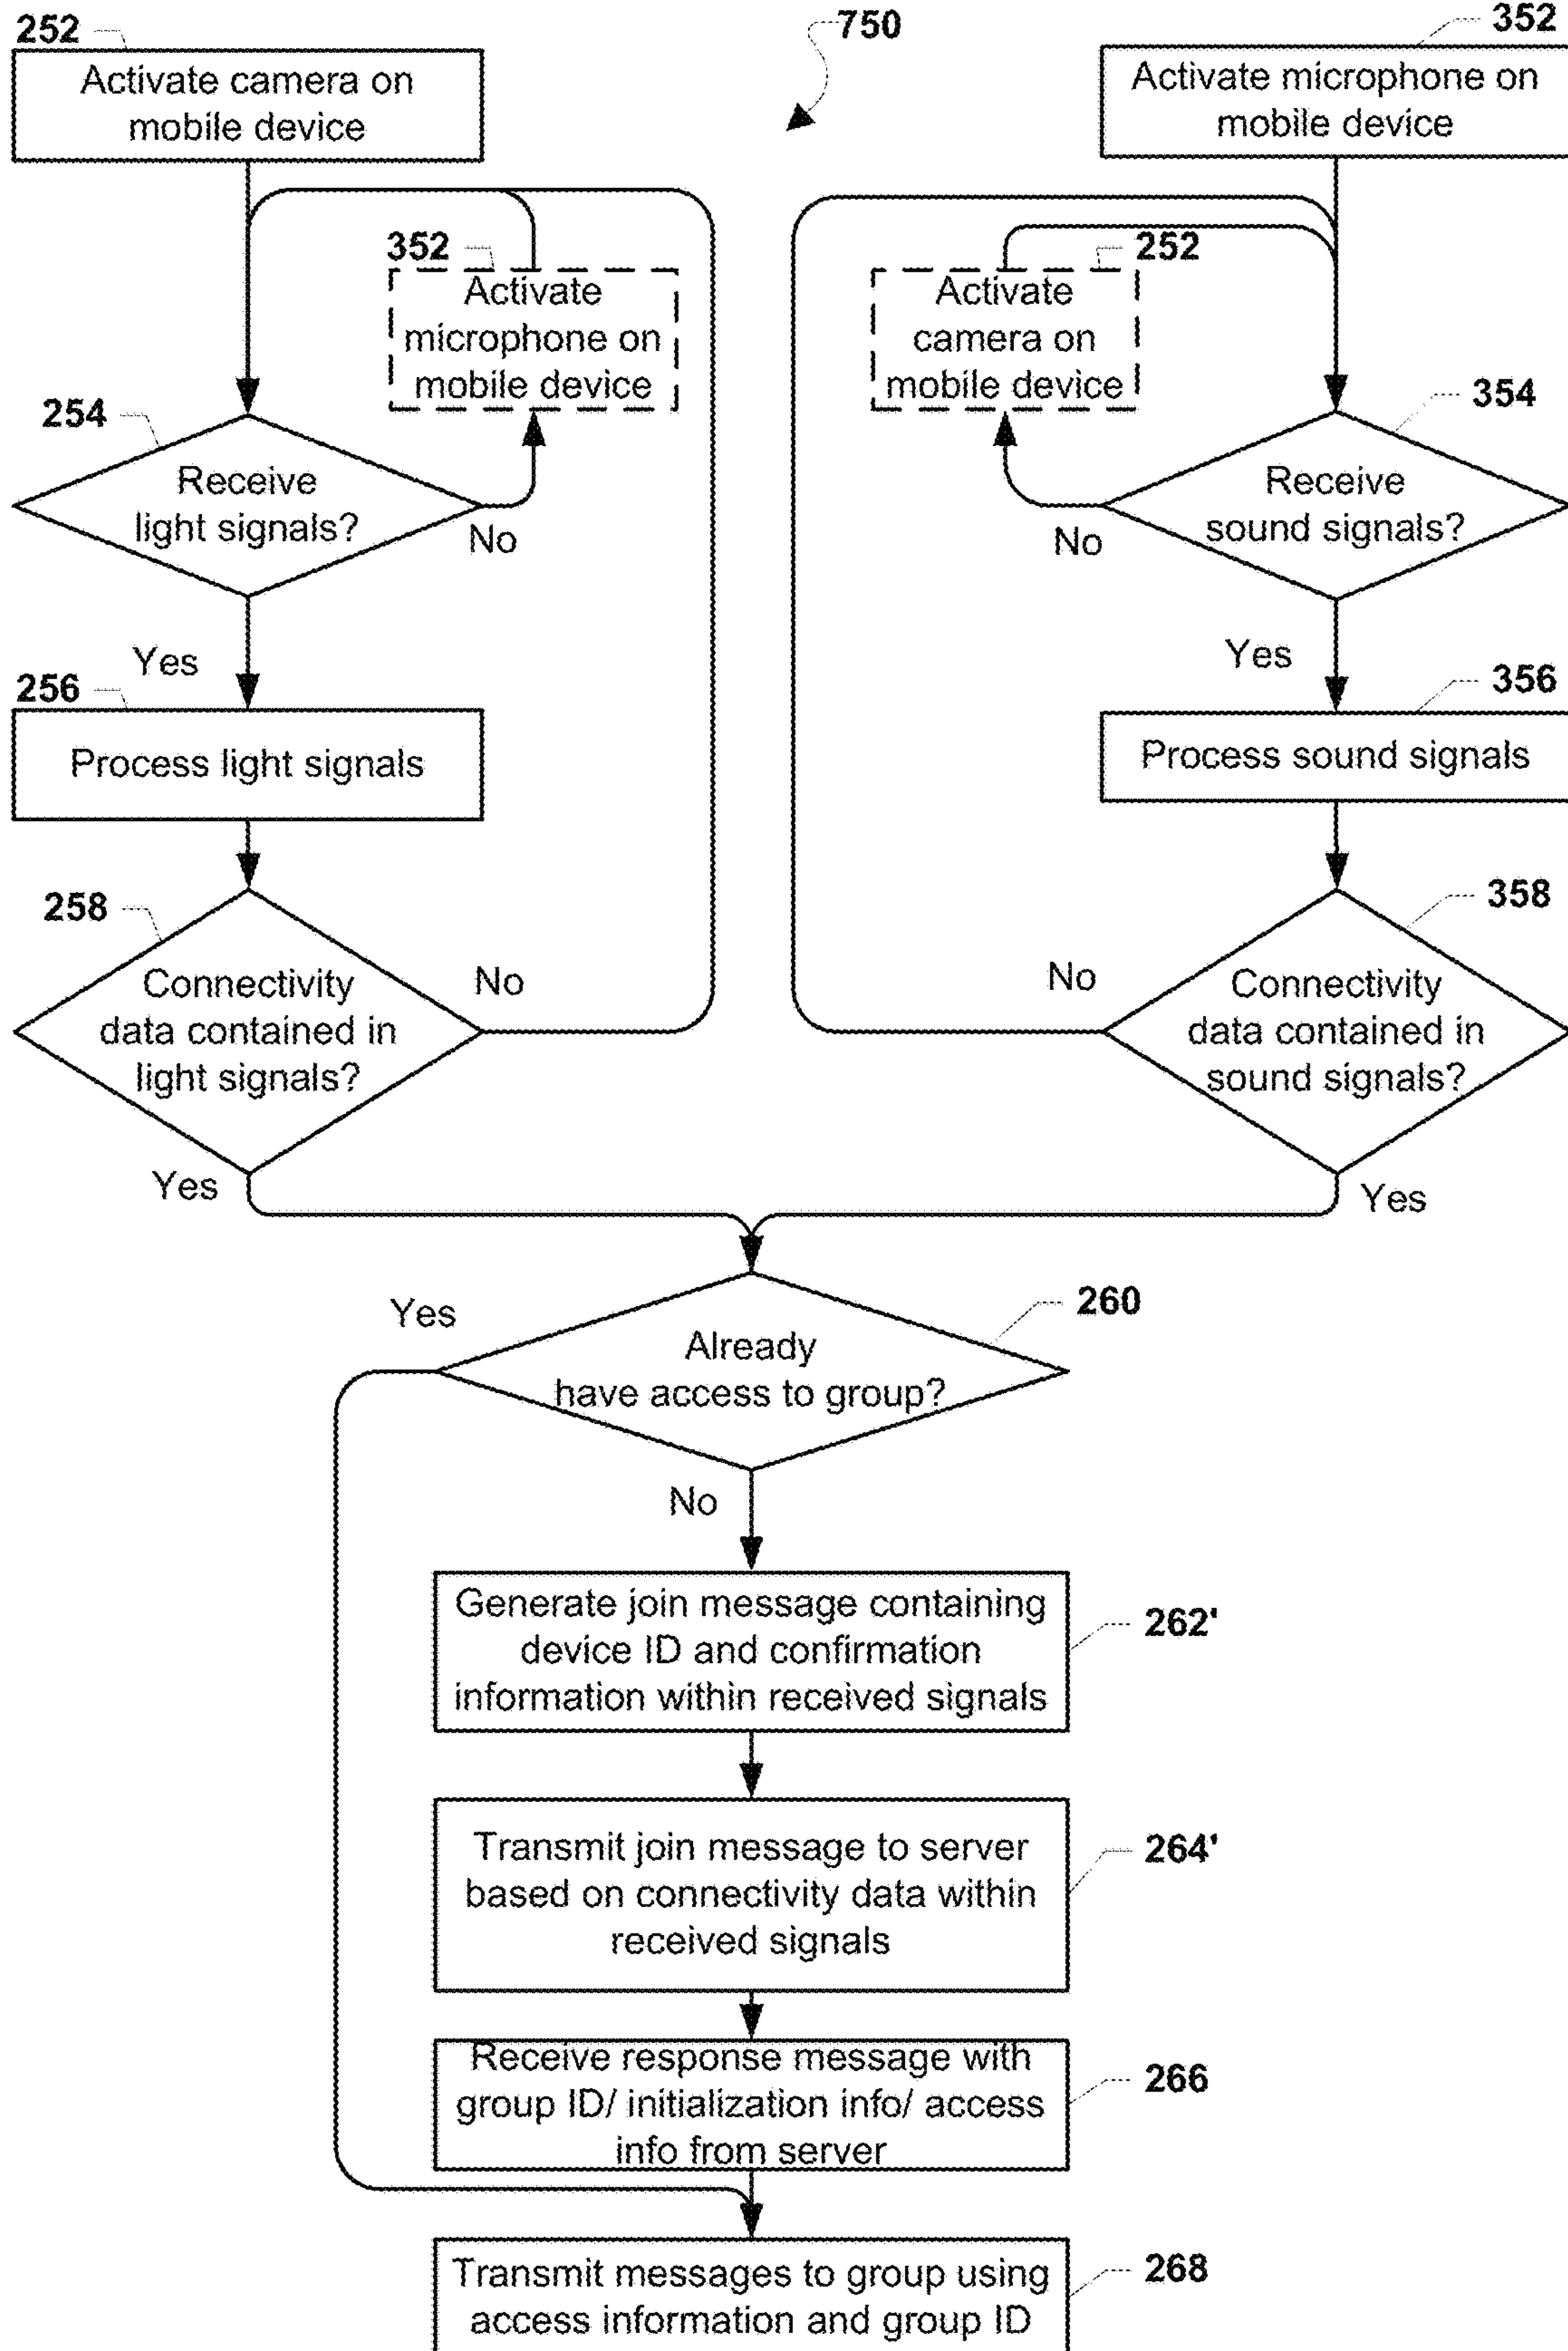 252
Activate camera on
mobile device
750
352
Activate microphone on
mobile device
352
Activate
microphone on
mobile device
252
Activate
camera on
mobile device
254
Receive
light signals?
No
Yes
354
Receive
sound signals?
No
Yes
256
Process light signals
356
Process sound signals
258
Connectivity
data contained in
light signals?
No
Yes
358
Connectivity
data contained in
sound signals?
No
Yes
260
Already
have access to group?
Yes
No
Generate join message containing
device ID and confirmation
information within received signals
262'
Transmit join message to server
based on connectivity data within
received signals
264'
Receive response message with
group ID/ initialization info/ access
info from server
266
Transmit messages to group using
access information and group ID
268